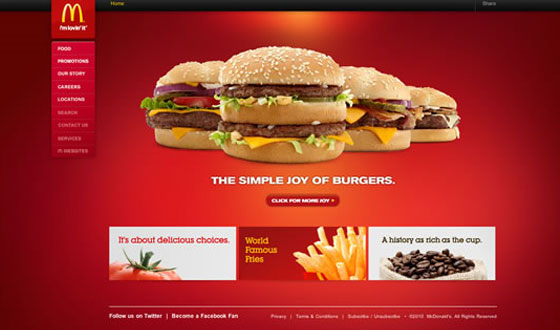 Home
Share
M
i'm lovin' it
FOOD
PROMOTIONS
OUR STORY
CAREERS
LOCATIONS
SEARCH
CONTACT US
SERVICES
THE SIMPLE JOY OF BURGERS.
CLICK FOR MORE JOY >
It's about delicious choices.
World
Famous
Fries
A history as rich as the cup.
Follow us on Twitter | Become a Facebook Fan
Privacy | Terms & Conditions | Subscribe / Unsubscribe • ©2010 McDonald's. All Rights Reserved